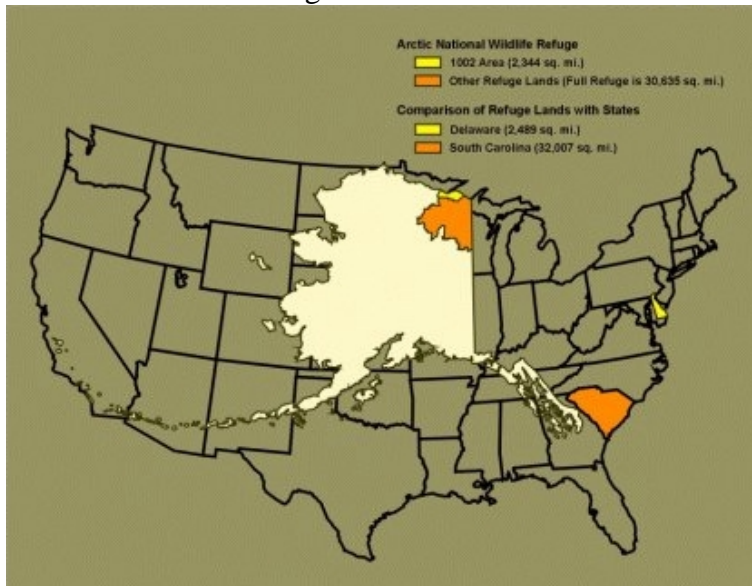 Arctic National Wildlife Refuge
1002 Area (2,344 sq. mi.)
Other Refuge Lands (Full Refuge is 30,635 sq. mi.)
Comparison of Refuge Lands with States
Delaware (2,489 sq. mi.)
South Carolina (32,007 sq. mi.)